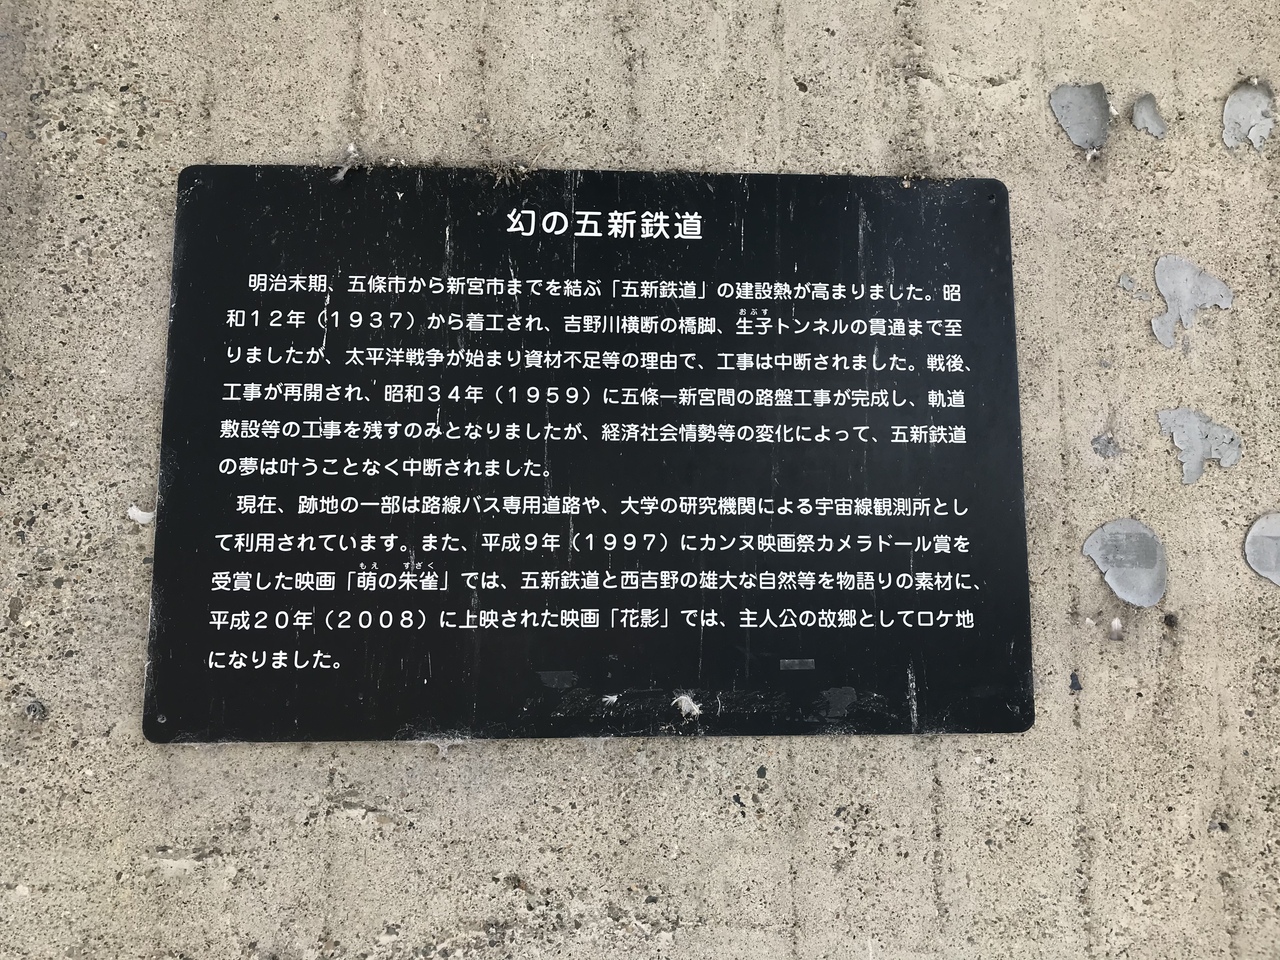 幻の五新鉄道
明治末期、五條市から新宮市までを結ぶ「五新鉄道」の建設熱が高まりました。昭
和１２年（１９３７）から着工され、吉野川横断の橋脚、生子トンネルの貫通まで至
おぶす
りましたが、太平洋戦争が始まり資材不足等の理由で、工事は中断されました。戦後、
工事が再開され、昭和３４年（１９５９）に五條ー新宮間の路盤工事が完成し、軌道
敷設等の工事を残すのみとなりましたが、経済社会情勢等の変化によって、五新鉄道
の夢は叶うことなく中断されました。
現在、跡地の一部は路線バス専用道路や、大学の研究機関による宇宙線観測所とし
て利用されています。また、平成９年（１９９７）にカンヌ映画祭カメラドール賞を
もえ すざく
受賞した映画「萌の朱雀」では、五新鉄道と西吉野の雄大な自然等を物語りの素材に、
平成２０年（２００８）に上映された映画「花影」では、主人公の故郷としてロケ地
になりました。